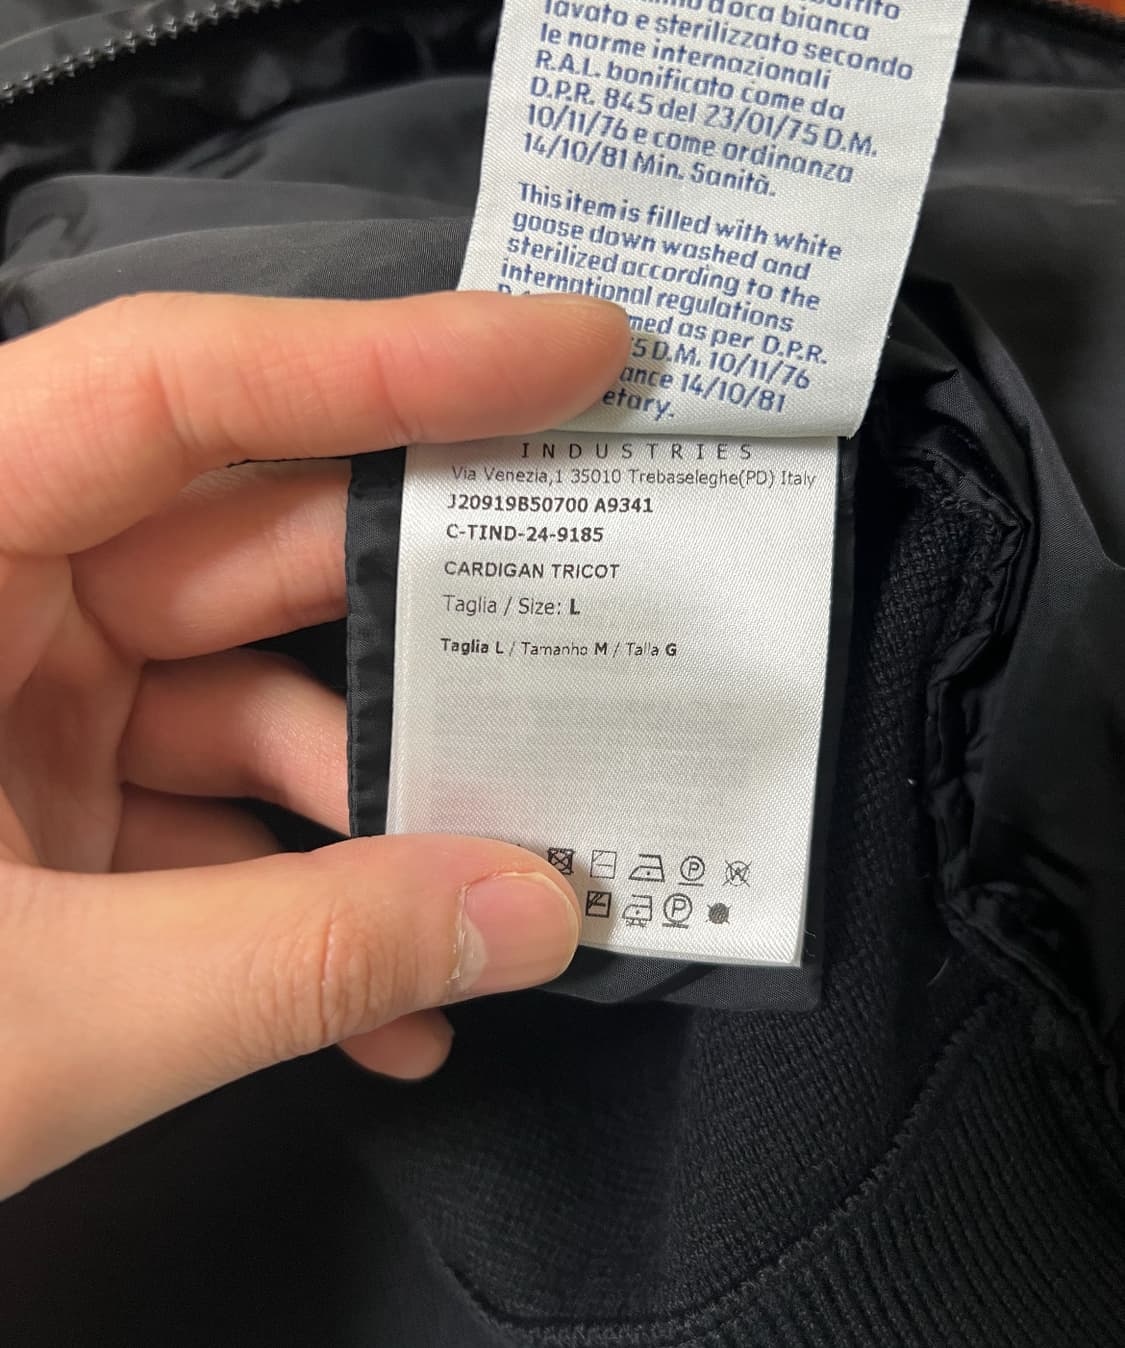 d'oca bianca
lavato e sterilizzato secondo
le norme internazionali
R.A.L. bonificato come da
D.P.R. 845 del 23/01/75 D.M.
10/11/76 e come ordinanza
14/10/81 Min. Sanità.
This item is filled with white
goose down washed and
sterilized according to the
international regulations
med as per D.P.R.
5 D.M. 10/11/76
ance 14/10/81
etary.
INDUSTRIES
Via Venezia,1 35010 Trebaseleghe(PD) Italy
J20919B50700 A9341
C-TIND-24-9185
CARDIGAN TRICOT
Taglia / Size: L
Taglia L / Tamanho M / Talla G
P W
P